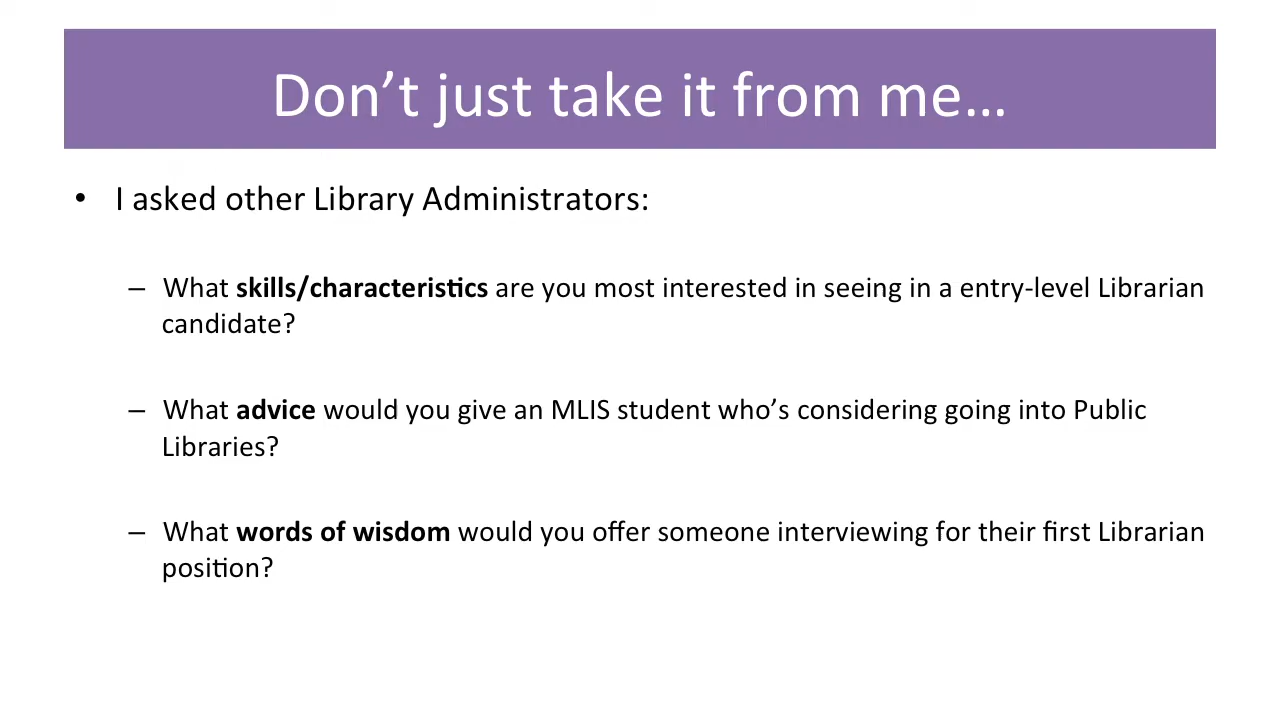 Don’t just take it from me…
• I asked other Library Administrators:
– What skills/characteristics are you most interested in seeing in a entry-level Librarian
candidate?
– What advice would you give an MLIS student who’s considering going into Public
Libraries?
– What words of wisdom would you offer someone interviewing for their first Librarian
position?